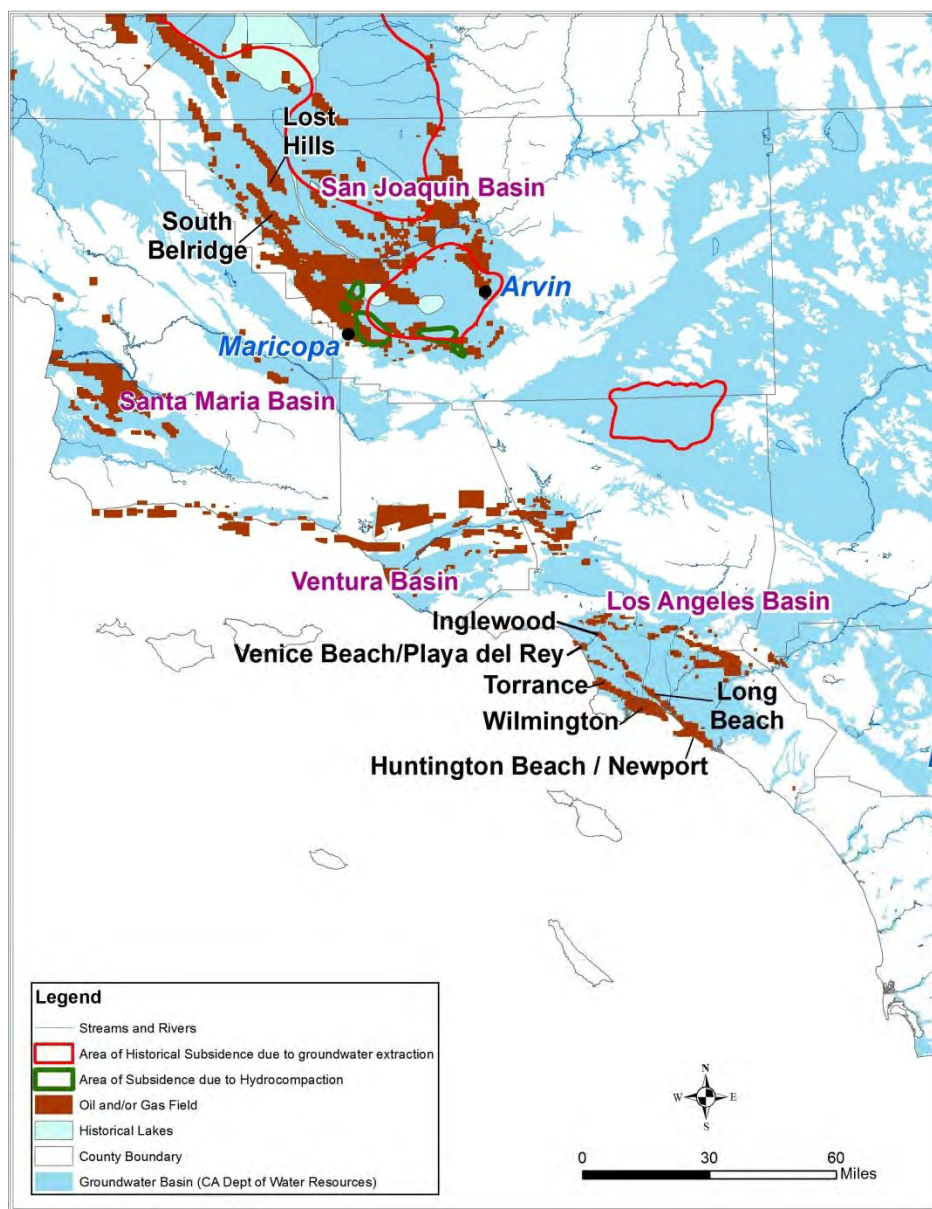 Lost
Hills
San Joaquin Basin
South
Belridge
Arvin
Maricopa
Santa Maria Basin
Ventura Basin
Los Angeles Basin
Inglewood
Venice Beach/Playa del Rey
Torrance
Long
Beach
Wilmington
Huntington Beach / Newport
Legend
Streams and Rivers
Area of Historical Subsidence due to groundwater extraction
Area of Subsidence due to Hydrocompaction
Oil and/or Gas Field
Historical Lakes
County Boundary
Groundwater Basin (CA Dept of Water Resources)
N
W E
S
0 30 60
Miles